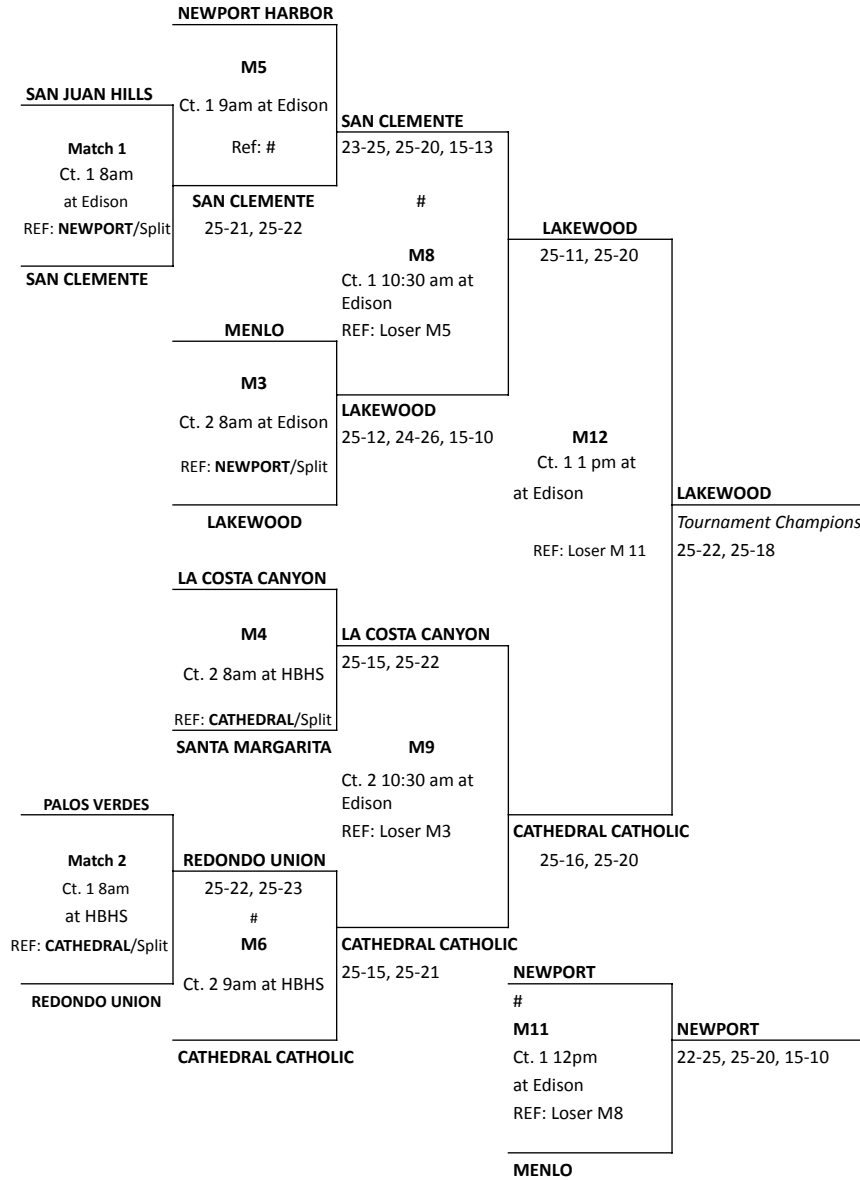 NEWPORT HARBOR
M5
SAN JUAN HILLS
Ct. 1 9am at Edison
SAN CLEMENTE
Match 1
Ref: #
23-25, 25-20, 15-13
Ct. 1 8am
at Edison
SAN CLEMENTE
#
REF: NEWPORT/Split
25-21, 25-22
LAKEWOOD
M8
25-11, 25-20
SAN CLEMENTE
Ct. 1 10:30 am at
Edison
MENLO
REF: Loser M5
M3
LAKEWOOD
Ct. 2 8am at Edison
25-12, 24-26, 15-10
M12
Ct. 1 1 pm at
REF: NEWPORT/Split
at Edison
LAKEWOOD
LAKEWOOD
Tournament Champions
REF: Loser M 11
25-22, 25-18
LA COSTA CANYON
M4
LA COSTA CANYON
25-15, 25-22
Ct. 2 8am at HBHS
REF: CATHEDRAL/Split
SANTA MARGARITA
M9
Ct. 2 10:30 am at
Edison
PALOS VERDES
REF: Loser M3
CATHEDRAL CATHOLIC
Match 2
REDONDO UNION
25-16, 25-20
Ct. 1 8am
25-22, 25-23
at HBHS
#
REF: CATHEDRAL/Split
M6
CATHEDRAL CATHOLIC
Ct. 2 9am at HBHS
25-15, 25-21
NEWPORT
REDONDO UNION
#
M11
NEWPORT
CATHEDRAL CATHOLIC
Ct. 1 12pm
22-25, 25-20, 15-10
at Edison
REF: Loser M8
MENLO